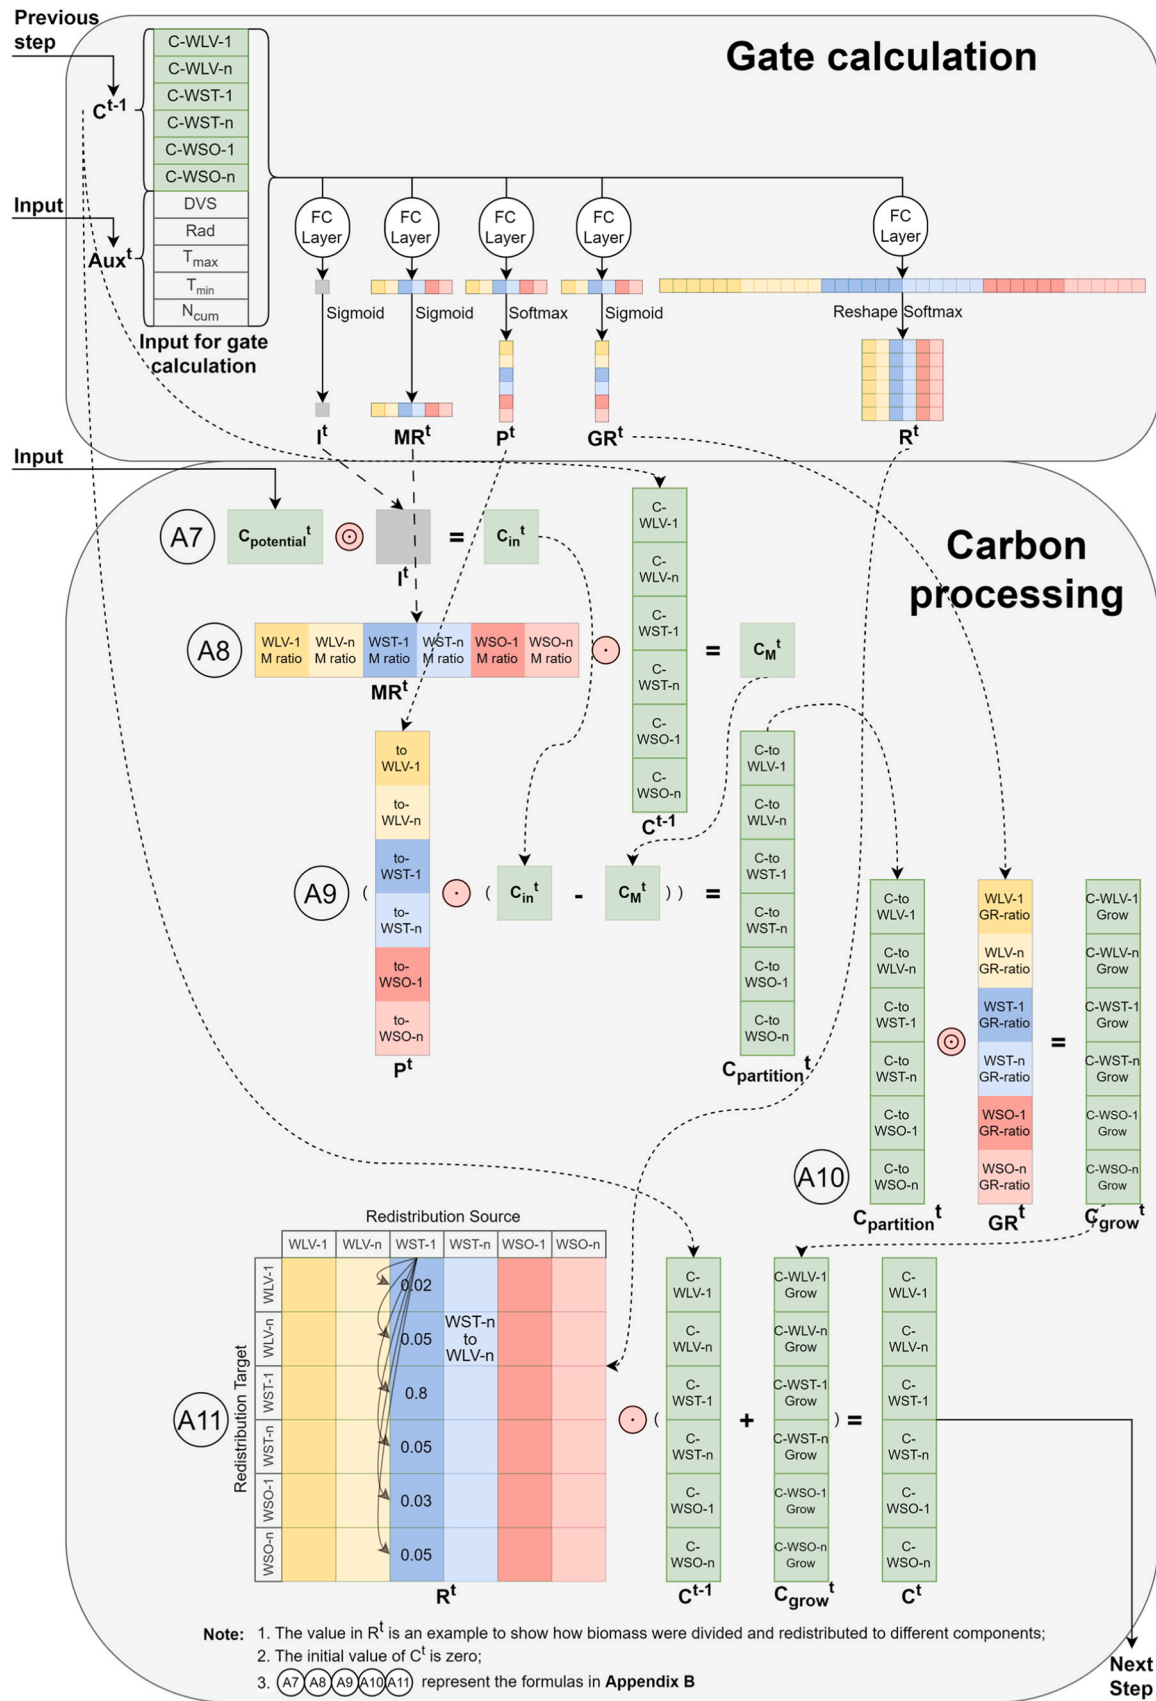 Previous
step
Gate calculation
C-WLV-1
C-WLV-n
C-WST-1
C-WST-n
C-WSO-1
C-WSO-n
C^t-1
Input
DVS
Rad
T_max
T_min
N_cum
Aux^t
Input for gate
calculation
FC
Layer
FC
Layer
FC
Layer
FC
Layer
FC
Layer
Sigmoid
Sigmoid
Softmax
Sigmoid
Reshape Softmax
I^t
MR^t
P^t
GR^t
R^t
Input
Carbon
processing
A7
C_potential^t
I^t
=
C_in^t
A8
WLV-1
M ratio
WLV-n
M ratio
WST-1
M ratio
WST-n
M ratio
WSO-1
M ratio
WSO-n
M ratio
MR^t
C-
WLV-1
C-
WLV-n
C-
WST-1
C-
WST-n
C-
WSO-1
C-
WSO-n
C^t-1
=
C_M^t
A9
(
to
WLV-1
to-
WLV-n
to-
WST-1
to-
WST-n
to-
WSO-1
to-
WSO-n
P^t
(
C_in^t
-
C_M^t
) )
=
C-to
WLV-1
C-to
WLV-n
C-to
WST-1
C-to
WST-n
C-to
WSO-1
C-to
WSO-n
C_partition^t
A10
C-to
WLV-1
C-to
WLV-n
C-to
WST-1
C-to
WST-n
C-to
WSO-1
C-to
WSO-n
C_partition^t
WLV-1
GR-ratio
WLV-n
GR-ratio
WST-1
GR-ratio
WST-n
GR-ratio
WSO-1
GR-ratio
WSO-n
GR-ratio
GR^t
=
C-WLV-1
Grow
C-WLV-n
Grow
C-WST-1
Grow
C-WST-n
Grow
C-WSO-1
Grow
C-WSO-n
Grow
C_grow^t
A11
Redistribution Source
WLV-1 WLV-n WST-1 WST-n WSO-1 WSO-n
Redistribution Target
WLV-1
WLV-n
WST-1
WST-n
WSO-1
WSO-n
0.02
0.05
0.8
0.05
0.03
0.05
WST-n
to
WLV-n
R^t
(
C-
WLV-1
C-
WLV-n
C-
WST-1
C-
WST-n
C-
WSO-1
C-
WSO-n
C^t-1
+
C-WLV-1
Grow
C-WLV-n
Grow
C-WST-1
Grow
C-WST-n
Grow
C-WSO-1
Grow
C-WSO-n
Grow
C_grow^t
)
=
C-
WLV-1
C-
WLV-n
C-
WST-1
C-
WST-n
C-
WSO-1
C-
WSO-n
C^t
Note: 1. The value in R^t is an example to show how biomass were divided and redistributed to different components;
2. The initial value of C^t is zero;
3. A7 A8 A9 A10 A11 represent the formulas in Appendix B
Next
Step